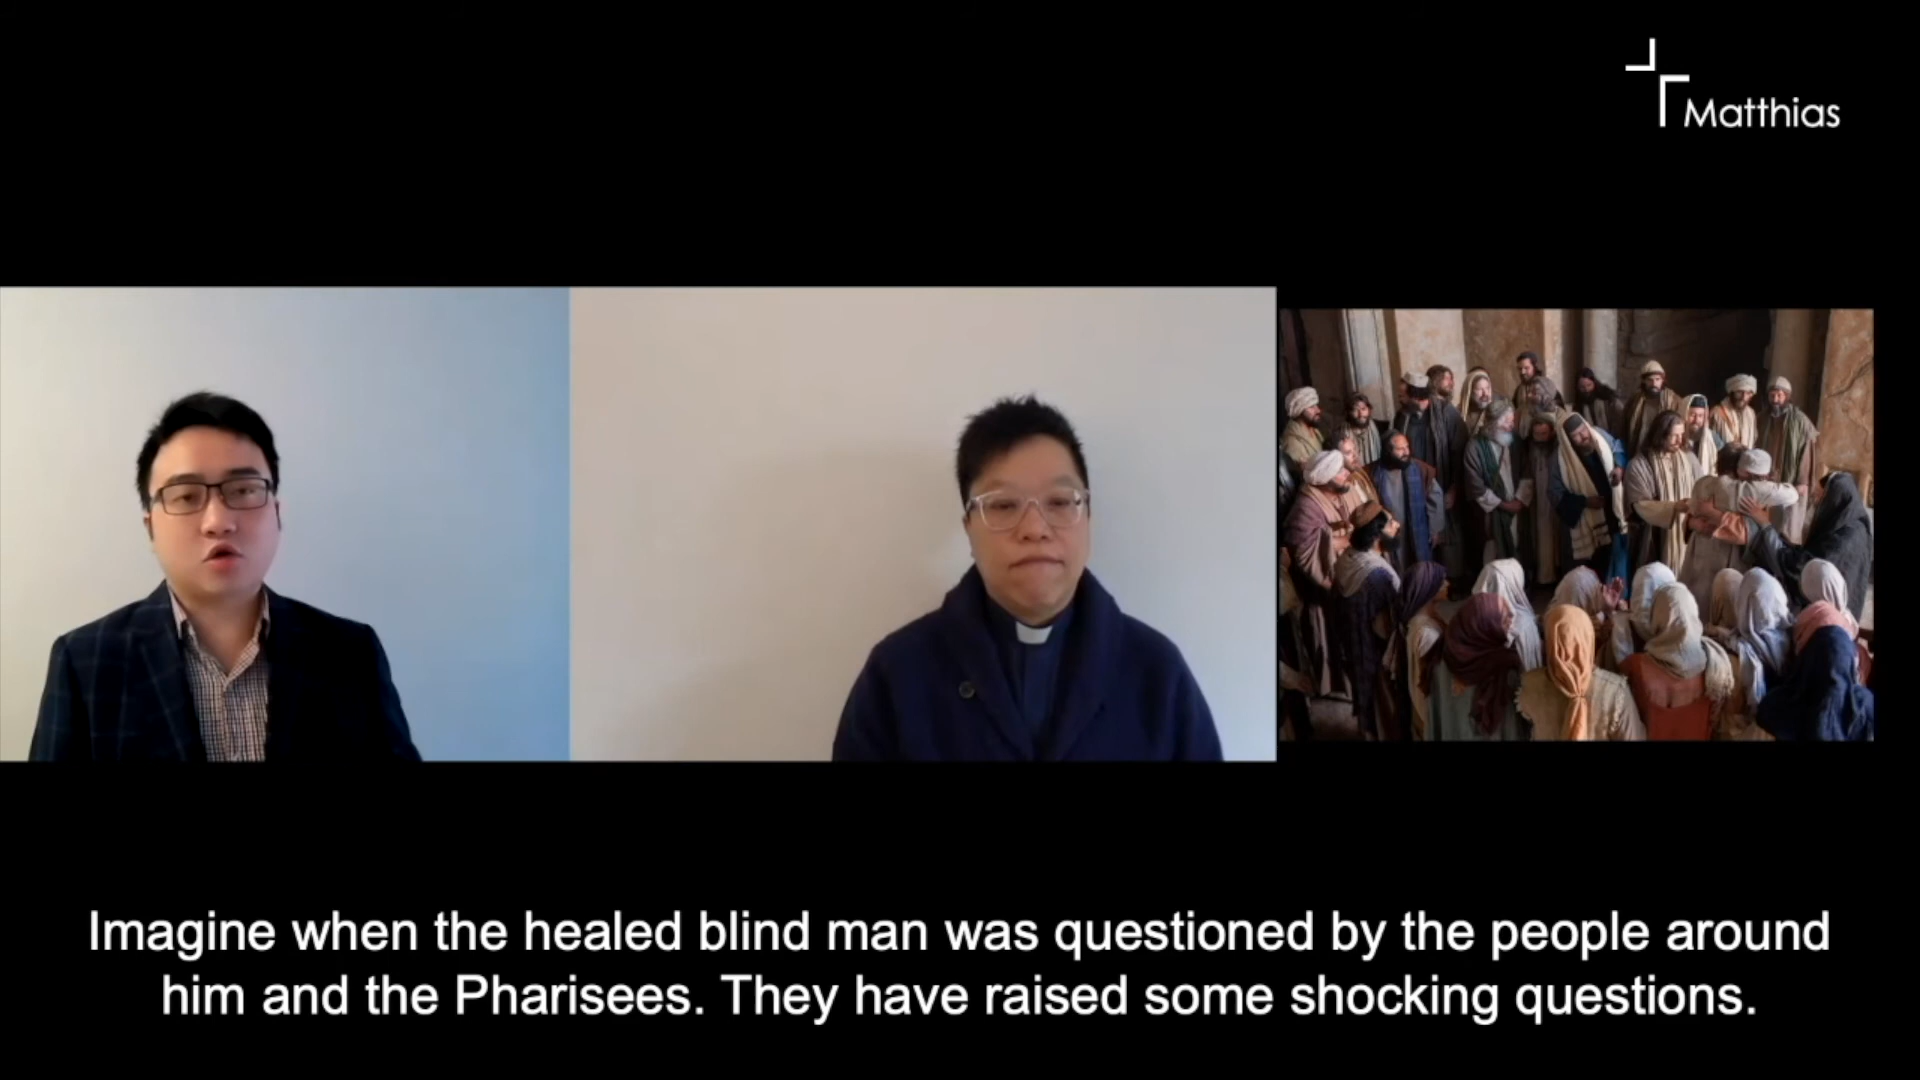 Matthias
Imagine when the healed blind man was questioned by the people around
him and the Pharisees. They have raised some shocking questions.